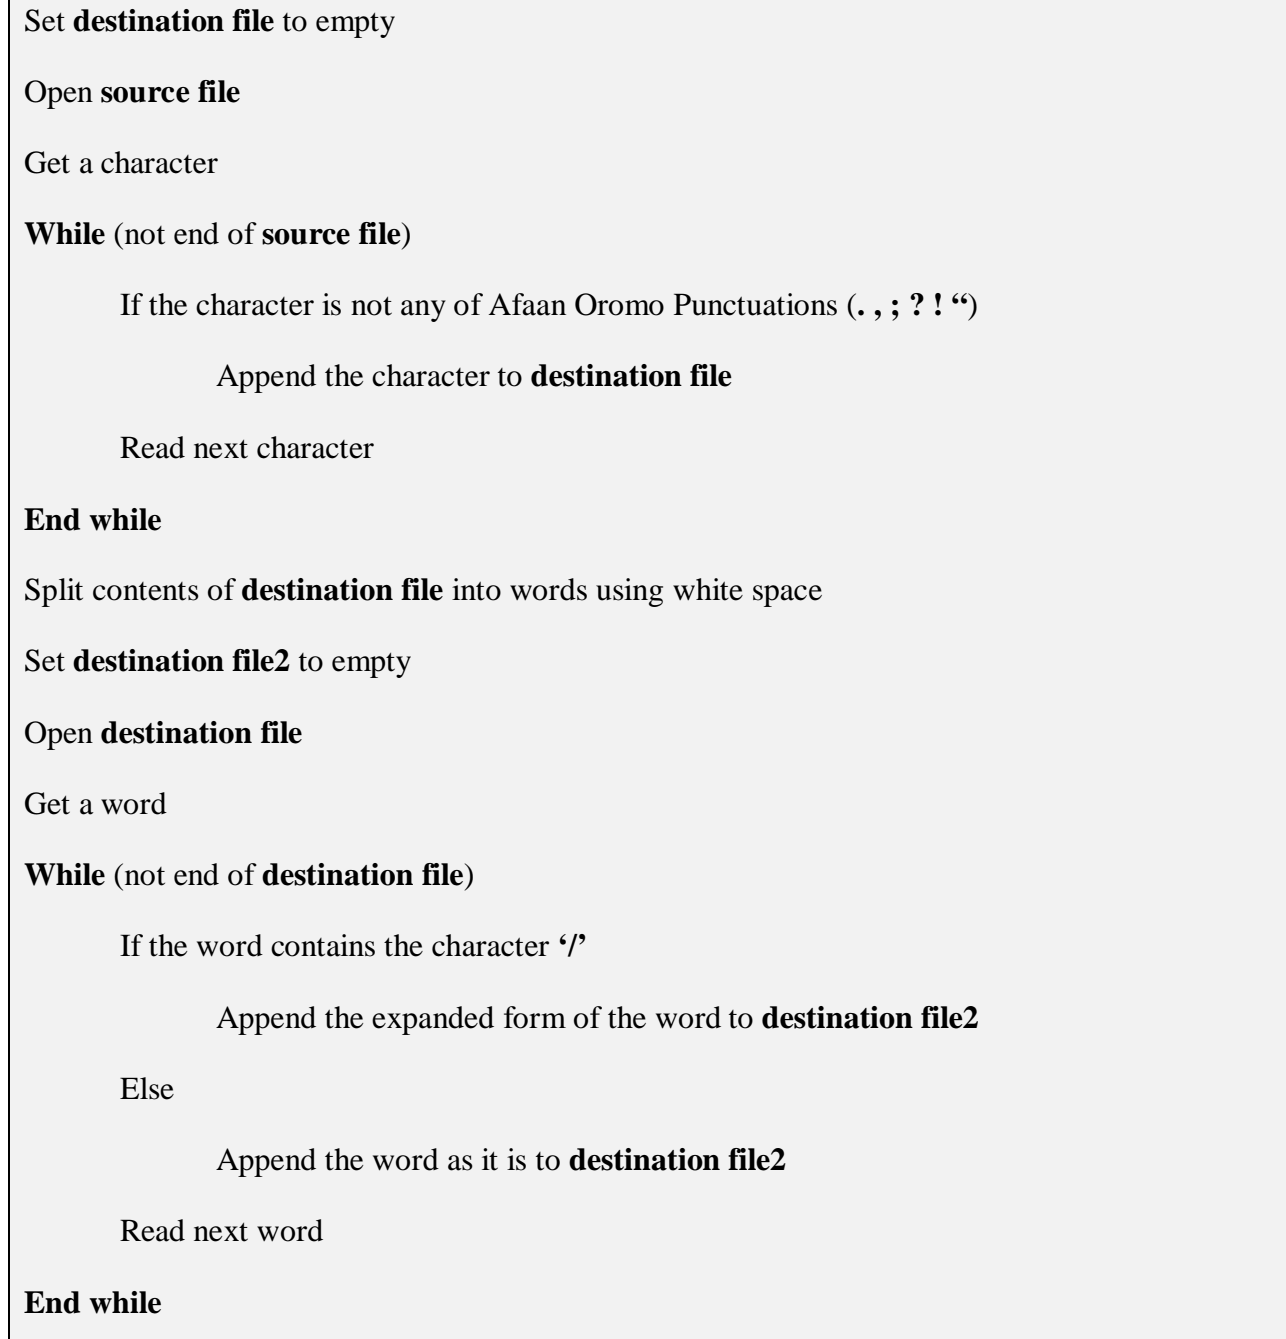 Set destination file to empty
Open source file
Get a character
While (not end of source file)
If the character is not any of Afaan Oromo Punctuations (. , ; ? ! “)
Append the character to destination file
Read next character
End while
Split contents of destination file into words using white space
Set destination file2 to empty
Open destination file
Get a word
While (not end of destination file)
If the word contains the character ‘/’
Append the expanded form of the word to destination file2
Else
Append the word as it is to destination file2
Read next word
End while